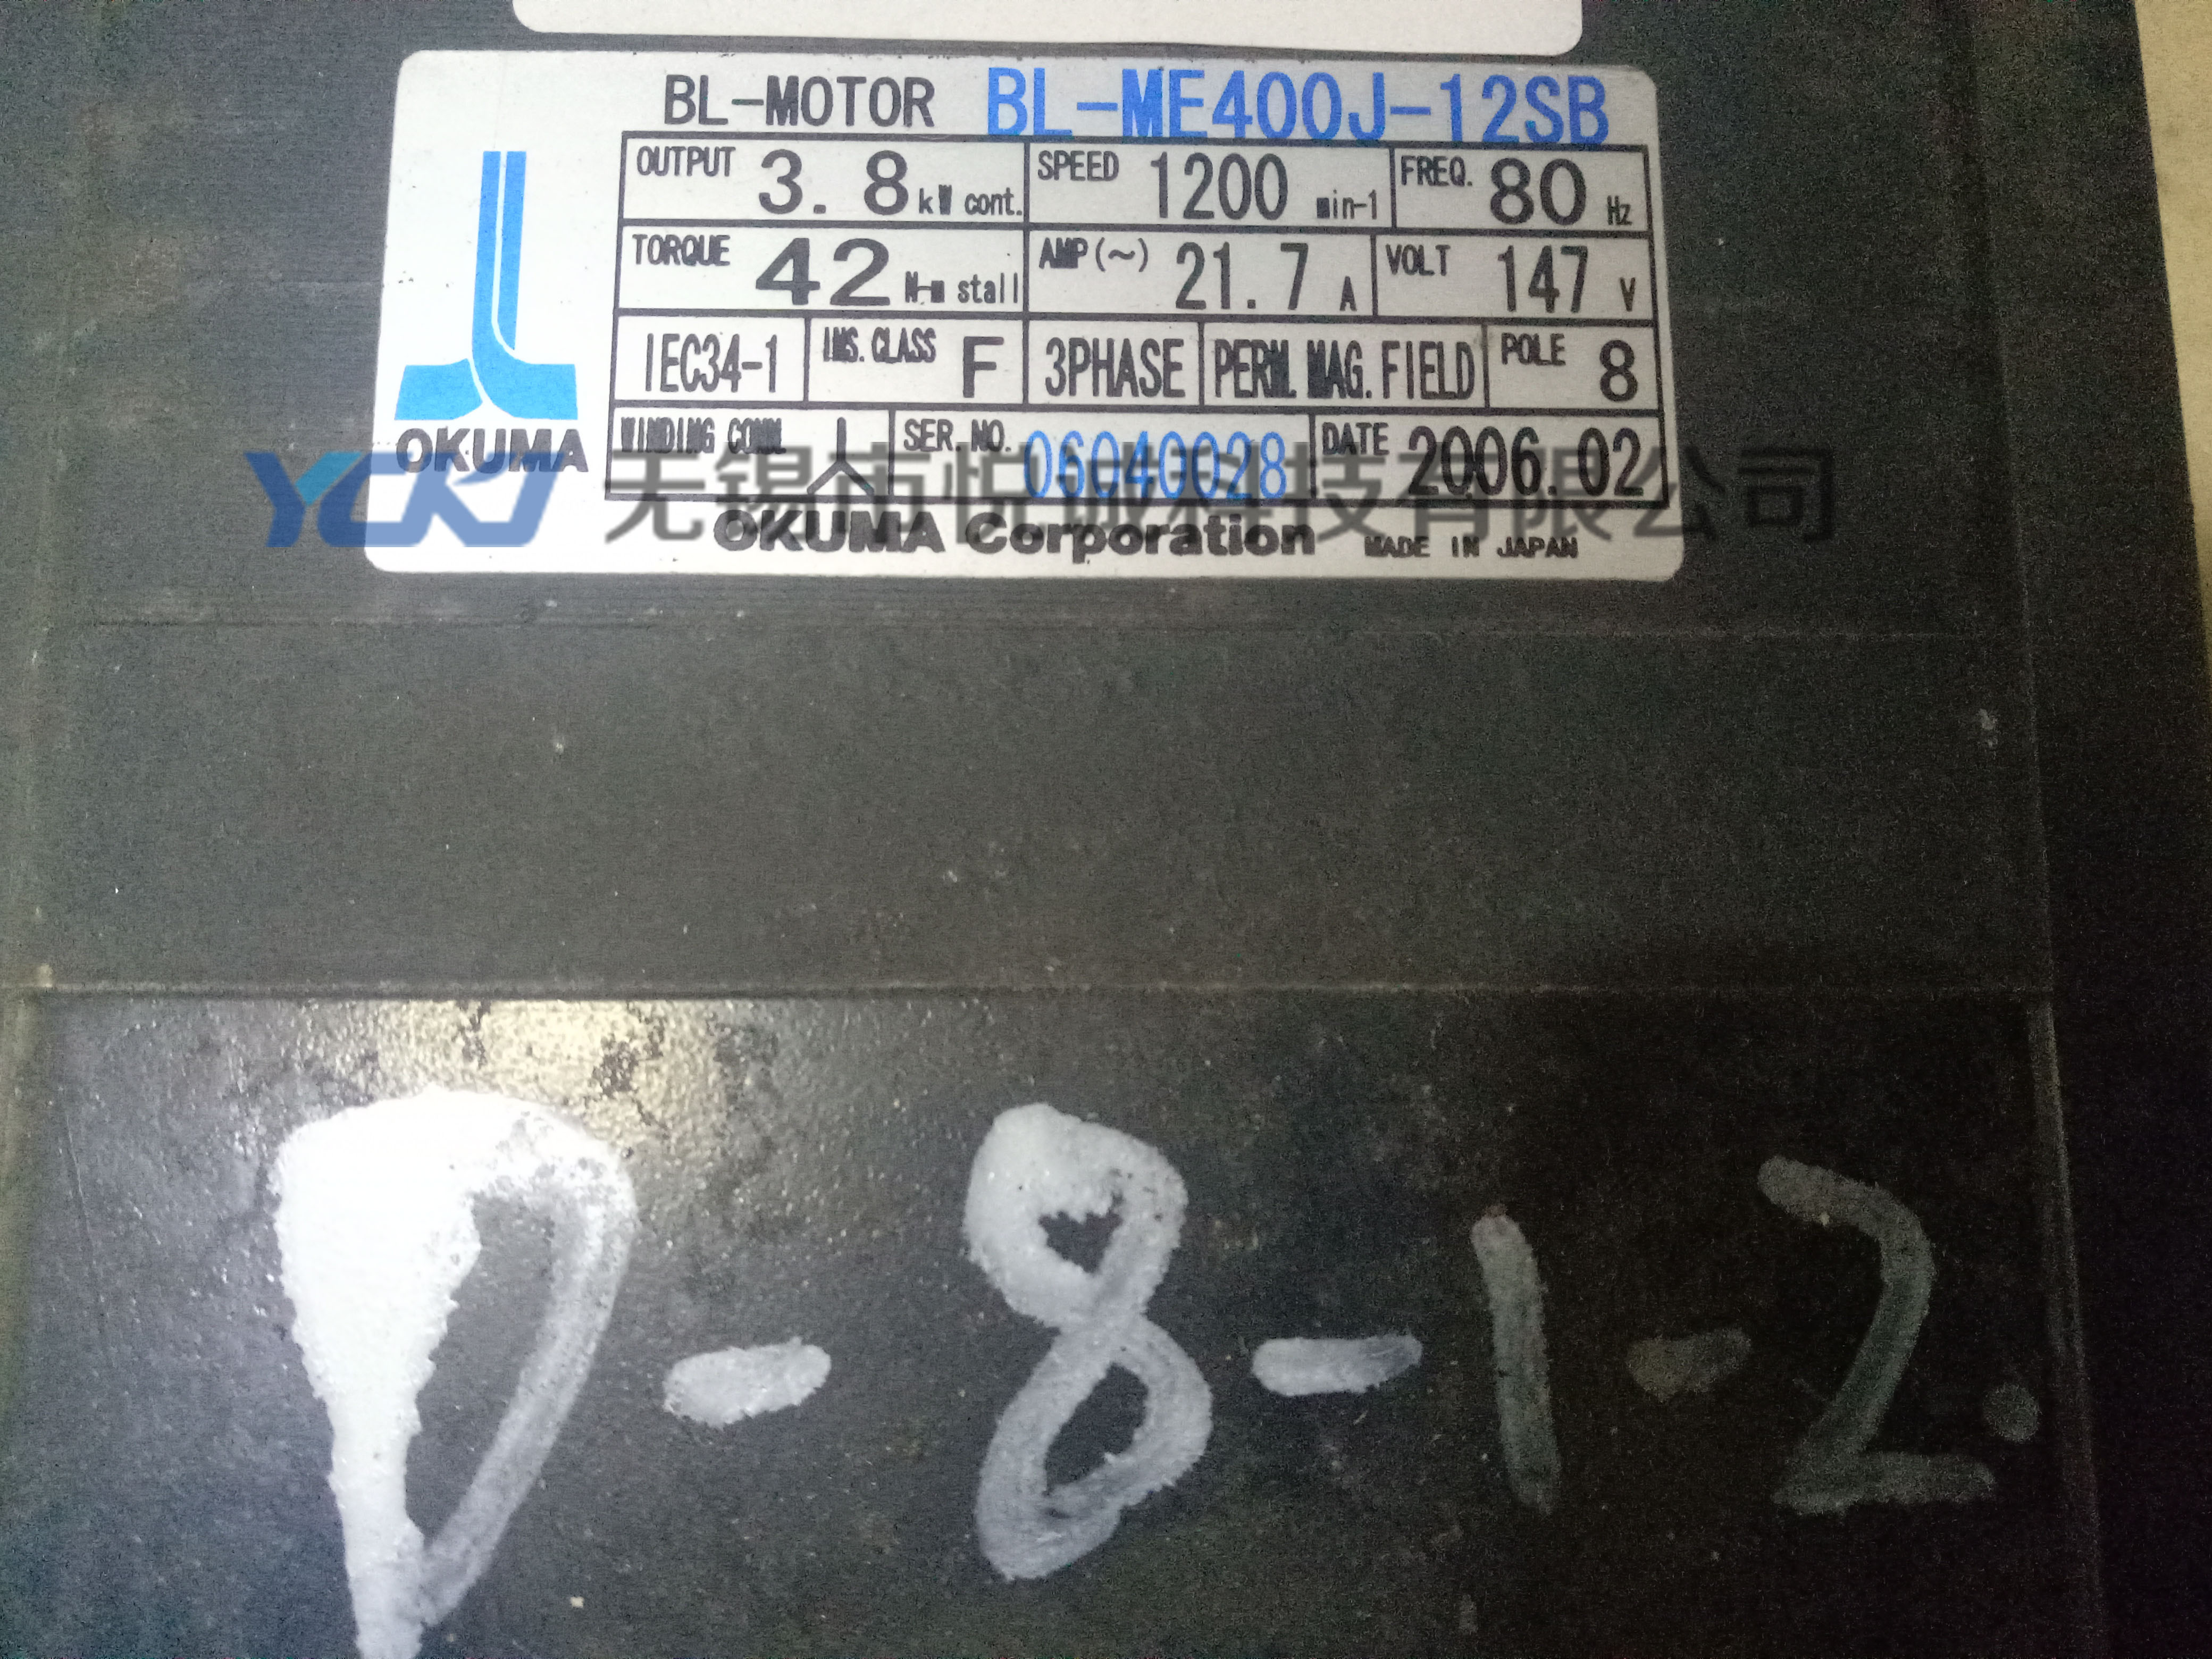 BL-MOTOR BL-ME400J-12SB
OUTPUT 3.8 kW cont. SPEED 1200 min-1 FREQ. 80 Hz
TORQUE 42 N-m stall AMP(~) 21.7 A VOLT 147 V
IEC34-1 INS. CLASS F 3PHASE PERM. MAG. FIELD POLE 8
WINDING CONN. SER. NO. 06040028 DATE 2006.02
OKUMA
YCKJ 无锡市悦诚科技有限公司
OKUMA Corporation MADE IN JAPAN
D-8-1-2.